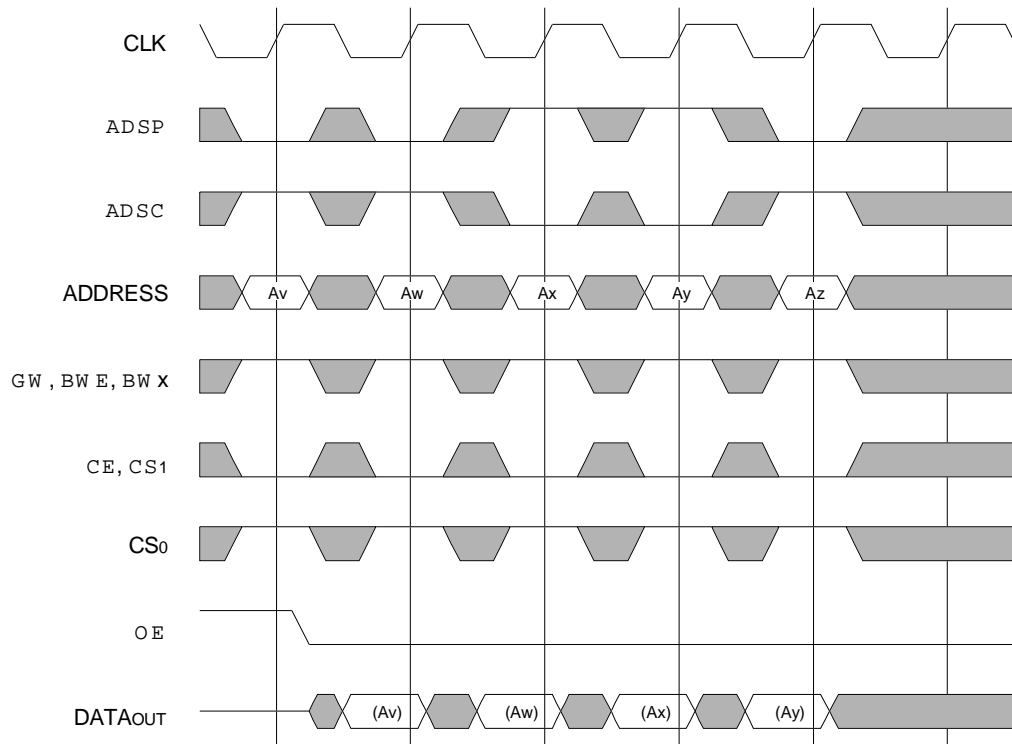 CLK
ADSP
ADSC
ADDRESS Av Aw Ax Ay Az
GW, BWE, BWx
CE, CS1
CS0
OE
DATAOUT (Av) (Aw) (Ax) (Ay)